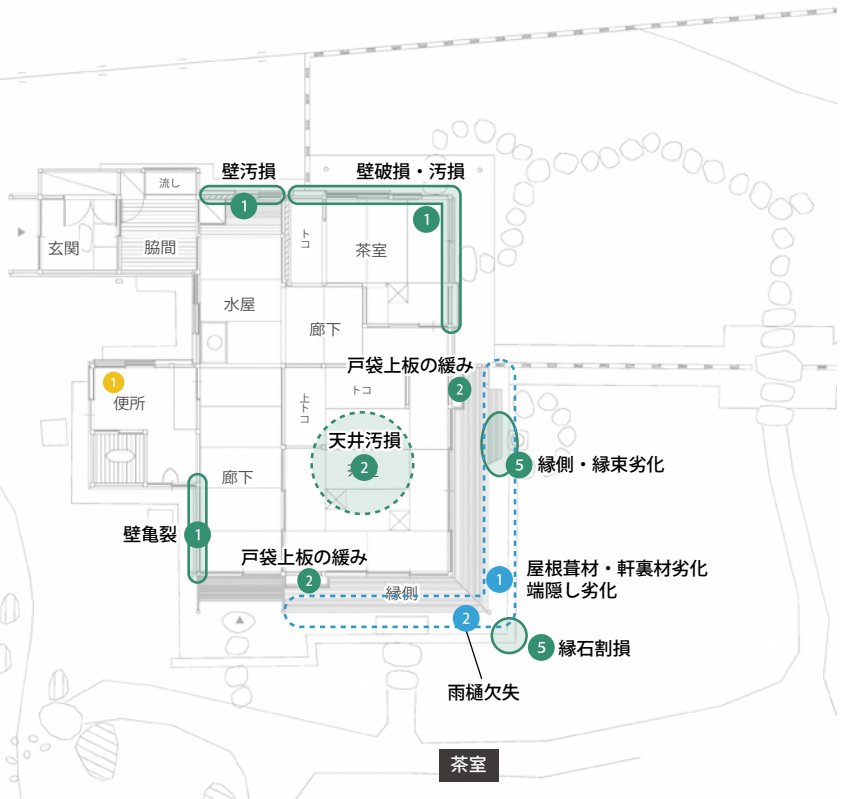 壁汚損
壁破損・汚損
流し
1
1
玄関
脇間
トコ
茶室
水屋
廊下
戸袋上板の緩み
1
便所
上トコ
トコ
2
天井汚損
2
5
縁側・縁束劣化
廊下
壁亀裂
1
戸袋上板の緩み
2
縁側
1
屋根葺材・軒裏材劣化
端隠し劣化
2
5
縁石割損
雨樋欠失
茶室